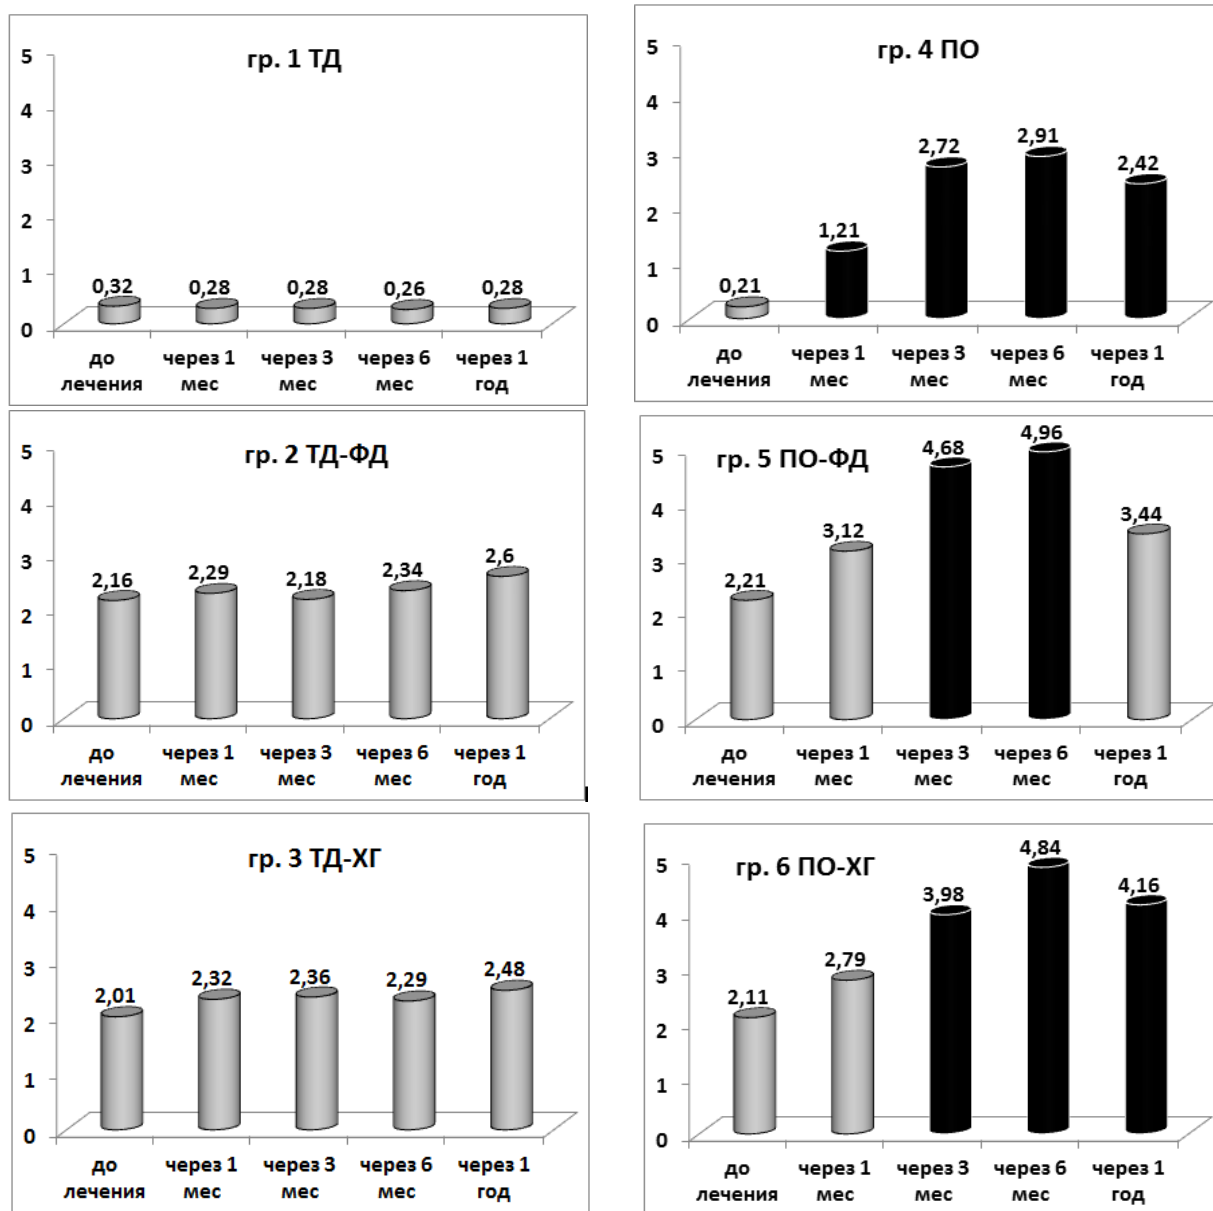 гр. 1 ТД
5
4
3
2
1
0
0,32
0,28
0,28
0,26
0,28
до лечения
через 1 мес
через 3 мес
через 6 мес
через 1 год
гр. 4 ПО
5
4
3
2
1
0
0,21
1,21
2,72
2,91
2,42
до лечения
через 1 мес
через 3 мес
через 6 мес
через 1 год
гр. 2 ТД-ФД
5
4
3
2
1
0
2,16
2,29
2,18
2,34
2,6
до лечения
через 1 мес
через 3 мес
через 6 мес
через 1 год
гр. 5 ПО-ФД
5
4
3
2
1
0
2,21
3,12
4,68
4,96
3,44
до лечения
через 1 мес
через 3 мес
через 6 мес
через 1 год
гр. 3 ТД-ХГ
5
4
3
2
1
0
2,01
2,32
2,36
2,29
2,48
до лечения
через 1 мес
через 3 мес
через 6 мес
через 1 год
гр. 6 ПО-ХГ
5
4
3
2
1
0
2,11
2,79
3,98
4,84
4,16
до лечения
через 1 мес
через 3 мес
через 6 мес
через 1 год